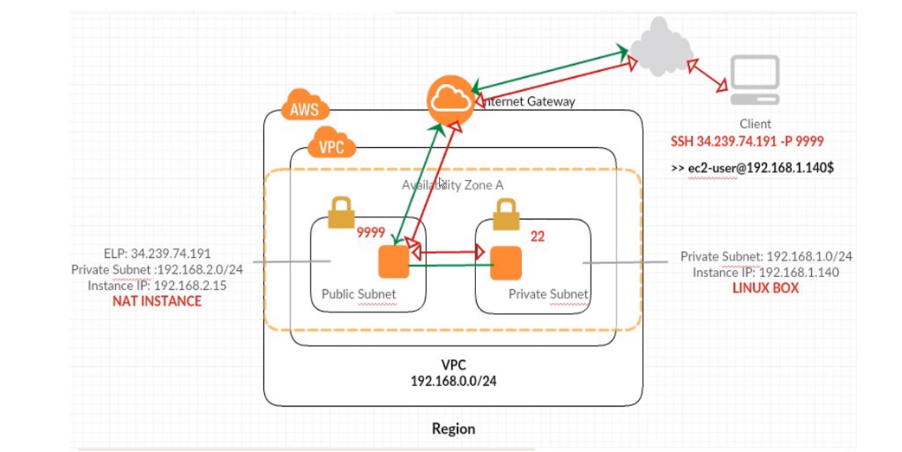 AWS
Internet Gateway
VPC
Client
SSH 34.239.74.191 -P 9999
>> ec2-user@192.168.1.140$
Availability Zone A
9999
22
ELP: 34.239.74.191
Private Subnet :192.168.2.0/24
Instance IP: 192.168.2.15
NAT INSTANCE
Public Subnet
Private Subnet
Private Subnet: 192.168.1.0/24
Instance IP: 192.168.1.140
LINUX BOX
VPC
192.168.0.0/24
Region